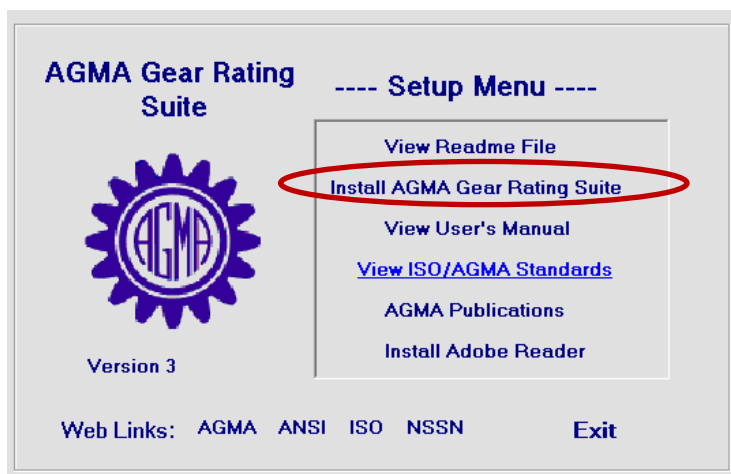 AGMA Gear Rating
Suite
---- Setup Menu ----
View Readme File
Install AGMA Gear Rating Suite
View User's Manual
View ISO/AGMA Standards
AGMA Publications
Install Adobe Reader
AGMA
Version 3
Web Links: AGMA ANSI ISO NSSN Exit